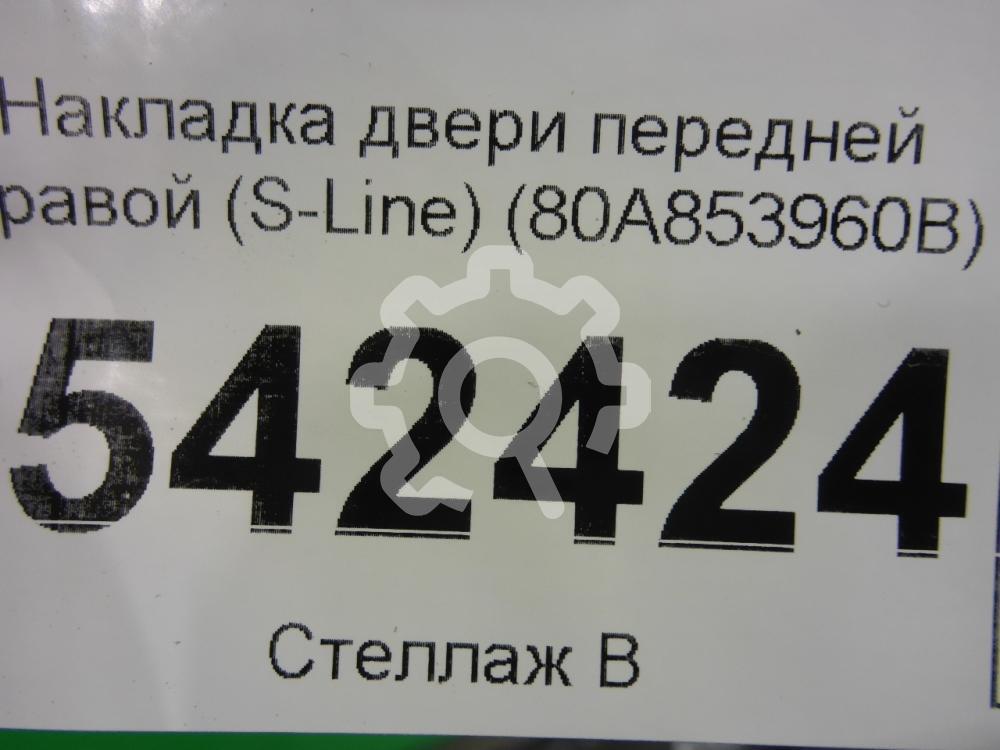 Накладка двери передней
равой (S-Line) (80A853960B)
542424
Стеллаж В